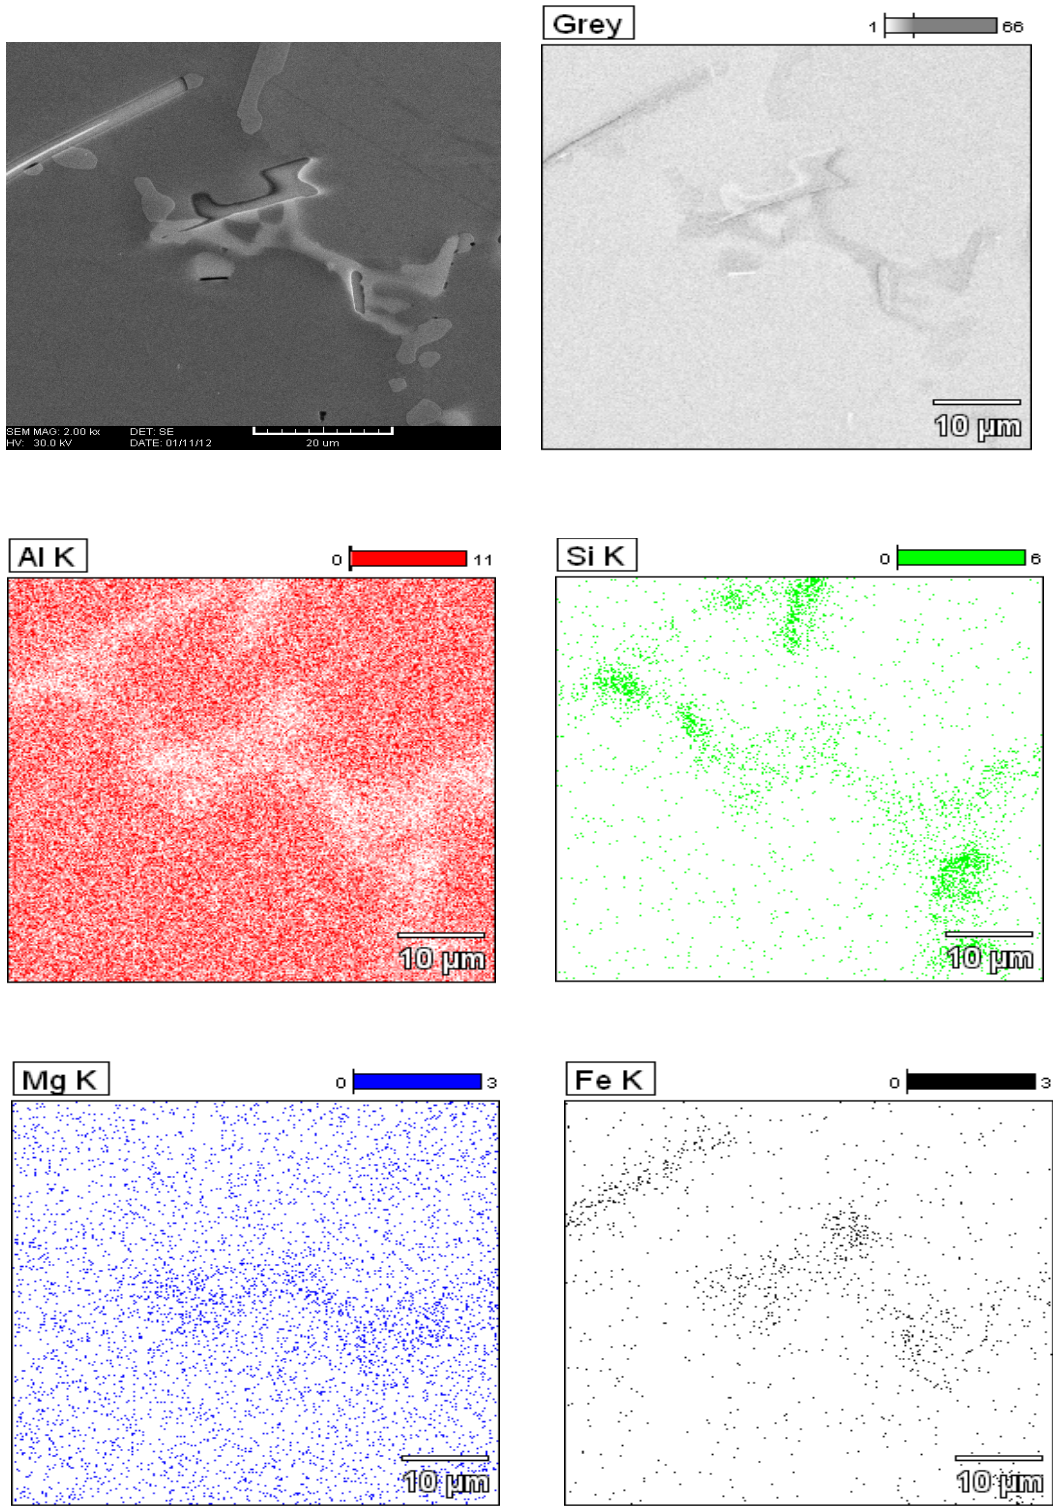 Grey
1 66
SEM MAG: 2.00 kx DET: SE
HV: 30.0 kV DATE: 01/11/12 20 um
10 µm
Al K
0 11
10 µm
Si K
0 6
10 µm
Mg K
0 3
10 µm
Fe K
0 3
10 µm